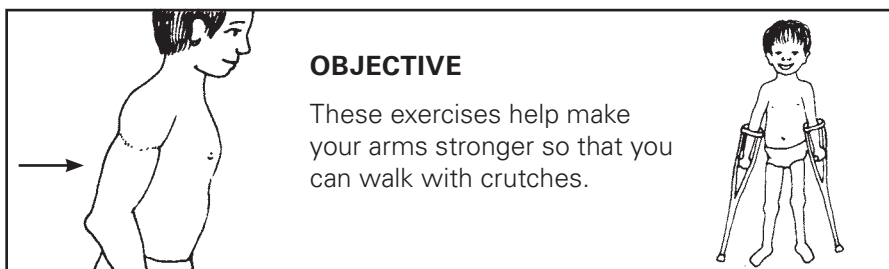 OBJECTIVE
These exercises help make
your arms stronger so that you
can walk with crutches.